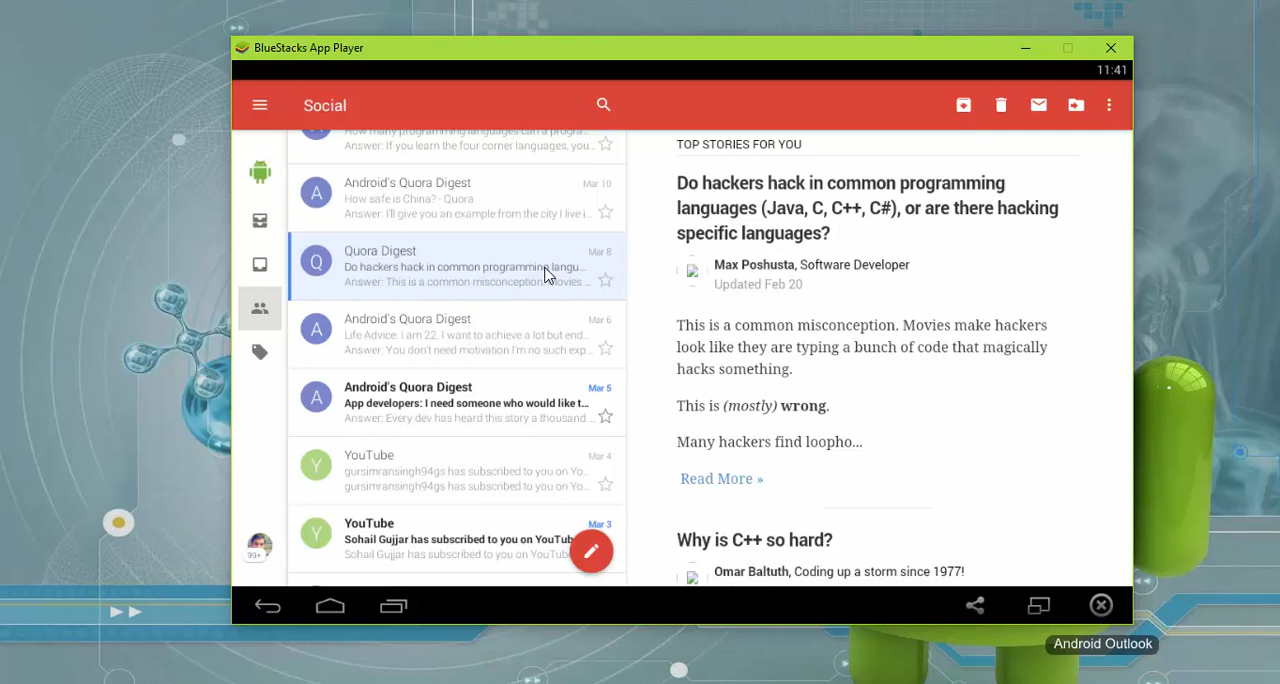 BlueStacks App Player
11:41
Social
How many programming languages can a progra...
Answer: If you learn the four corner languages, you...
A
Android's Quora Digest
Mar 10
How safe is China? - Quora
Answer: I'll give you an example from the city I live i...
Q
Quora Digest
Mar 8
Do hackers hack in common programming langu...
Answer: This is a common misconception. Movies ...
A
Android's Quora Digest
Mar 6
Life Advice. I am 22. I want to achieve a lot but end...
Answer: You don't need motivation I'm no such exp...
A
Android's Quora Digest
Mar 5
App developers: I need someone who would like t...
Answer: Every dev has heard this story a thousand ...
Y
YouTube
Mar 4
gursimransingh94gs has subscribed to you on Yo...
gursimransingh94gs has subscribed to you on Yo...
Y
YouTube
Mar 3
Sohail Gujjar has subscribed to you on YouTub
Sohail Gujjar has subscribed to you on YouTube
99+
TOP STORIES FOR YOU
Do hackers hack in common programming
languages (Java, C, C++, C#), or are there hacking
specific languages?
Max Poshusta, Software Developer
Updated Feb 20
This is a common misconception. Movies make hackers
look like they are typing a bunch of code that magically
hacks something.
This is (mostly) wrong.
Many hackers find loopho...
Read More »
Why is C++ so hard?
Omar Baltuth, Coding up a storm since 1977!
Android Outlook